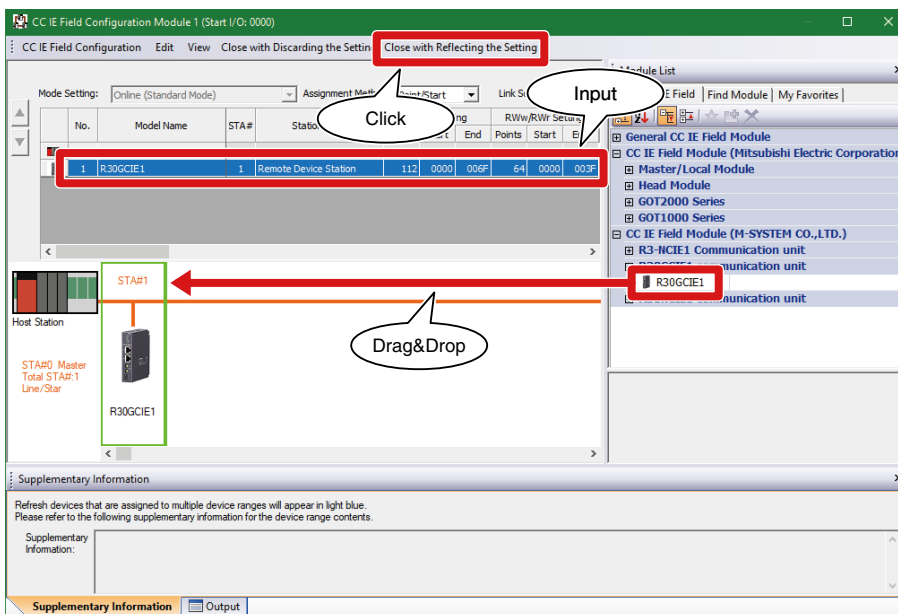 CC IE Field Configuration Module 1 (Start I/O: 0000)
CC IE Field Configuration Edit View Close with Discarding the Settin Close with Reflecting the Setting
Module List
Mode Setting: Online (Standard Mode) Assignment Point/Start Link
Field Find Module My Favorites
Click
Input
No. Model Name STA# RWw/RWr
End Points Start
1 R30GCIE1 1 Remote Device Station 112 0000 006F 64 0000 003F
General CC IE Field Module
CC IE Field Module (Mitsubishi Electric Corporation
Master/Local Module
Head Module
GOT2000 Series
GOT1000 Series
CC IE Field Module (M-SYSTEM CO.,LTD.)
R3-NCIE1 Communication unit
R30GCIE1
unication unit
STA#1
Host Station
Drag&Drop
STA#0 Master
Total STA#:1
Line/Star
R30GCIE1
Supplementary Information
Refresh devices that are assigned to multiple device ranges will appear in light blue.
Please refer to the following supplementary information for the device range contents.
Supplementary
Information:
Supplementary Information Output